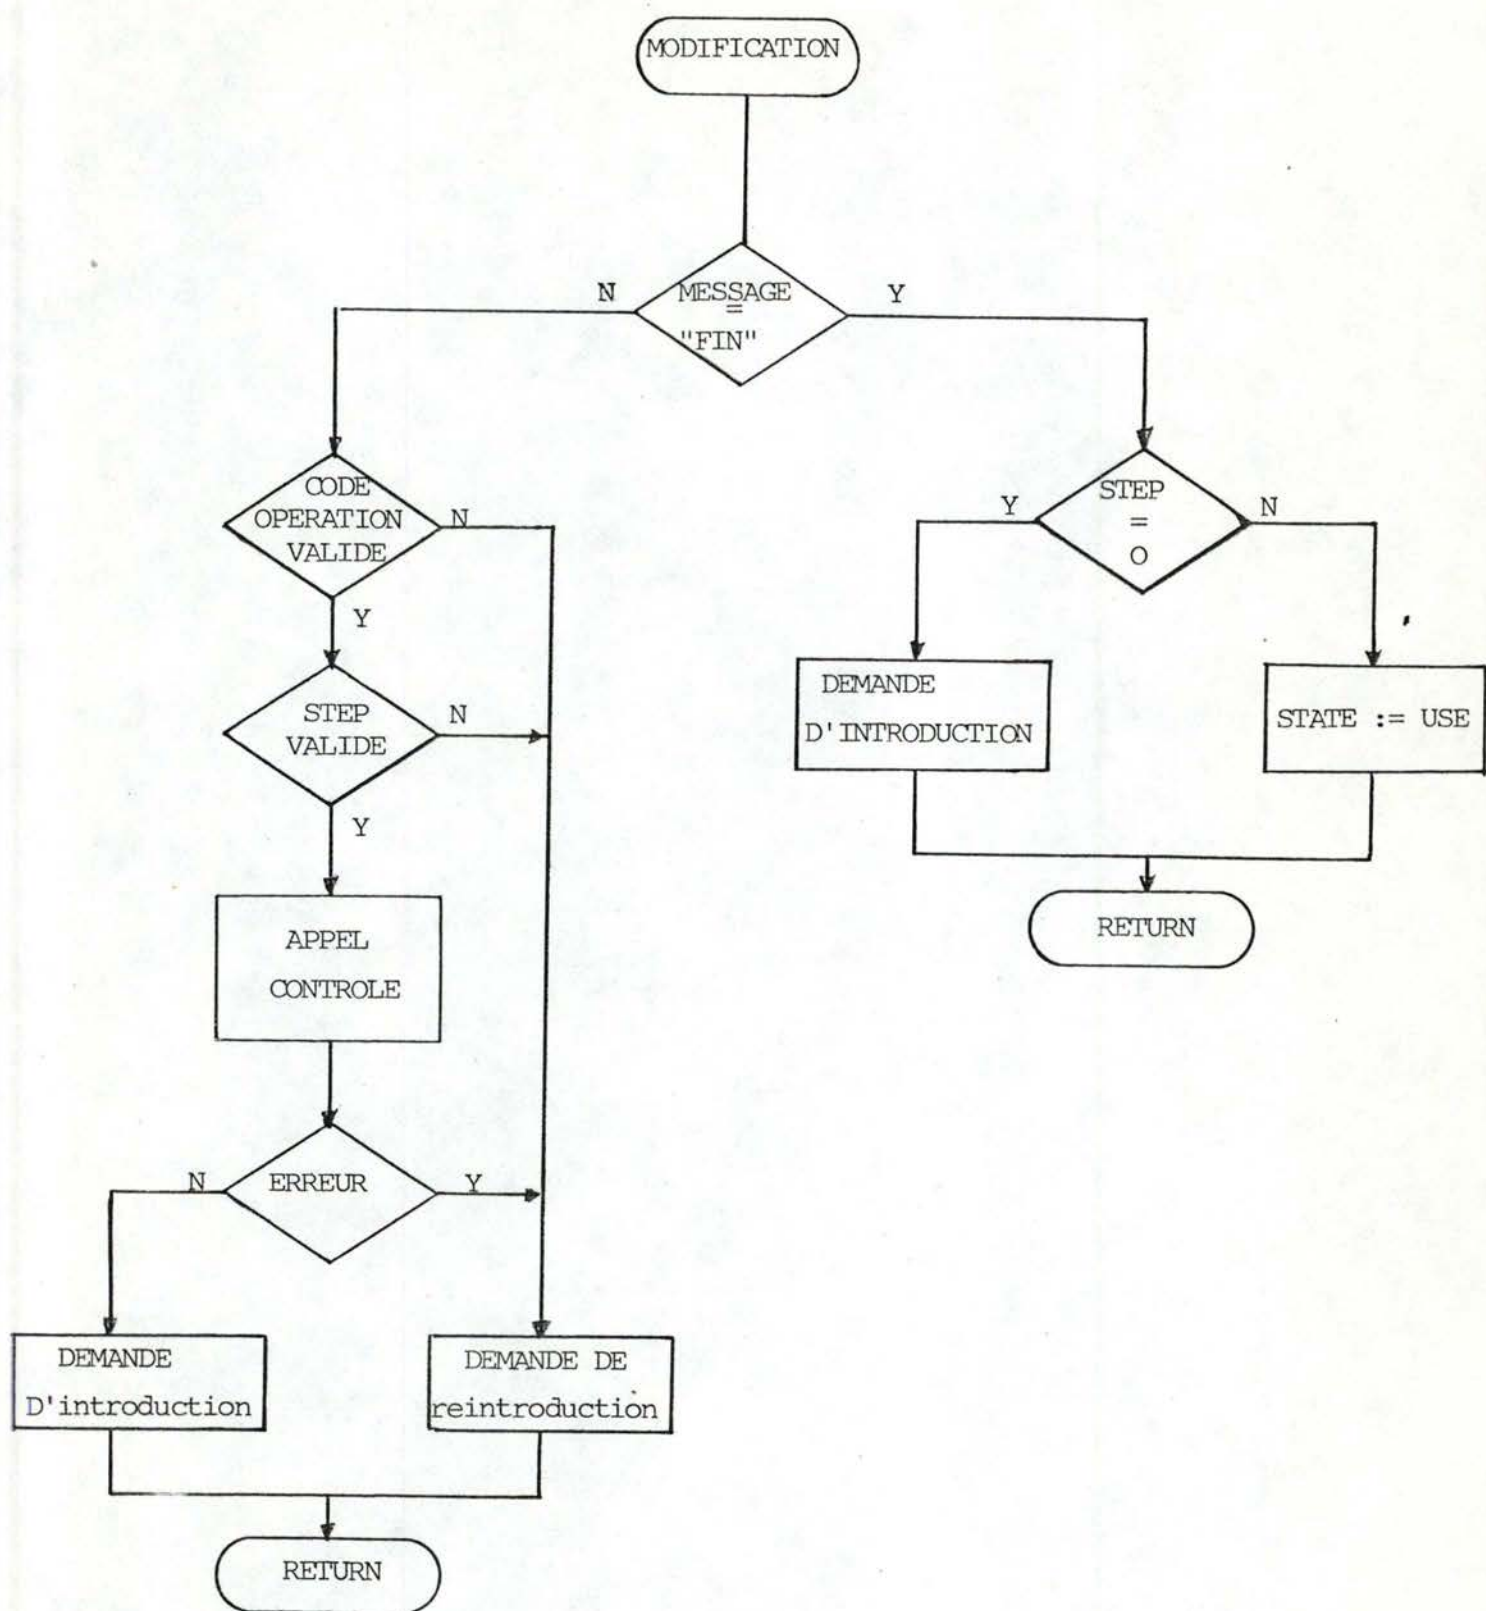 MODIFICATION
N
MESSAGE
=
"FIN"
Y
CODE
OPERATION
VALIDE
N
Y
STEP
VALIDE
N
Y
APPEL
CONTROLE
N
ERREUR
Y
DEMANDE
D'introduction
DEMANDE DE
reintroduction
RETURN
Y
STEP
=
O
N
DEMANDE
D'INTRODUCTION
STATE := USE
RETURN